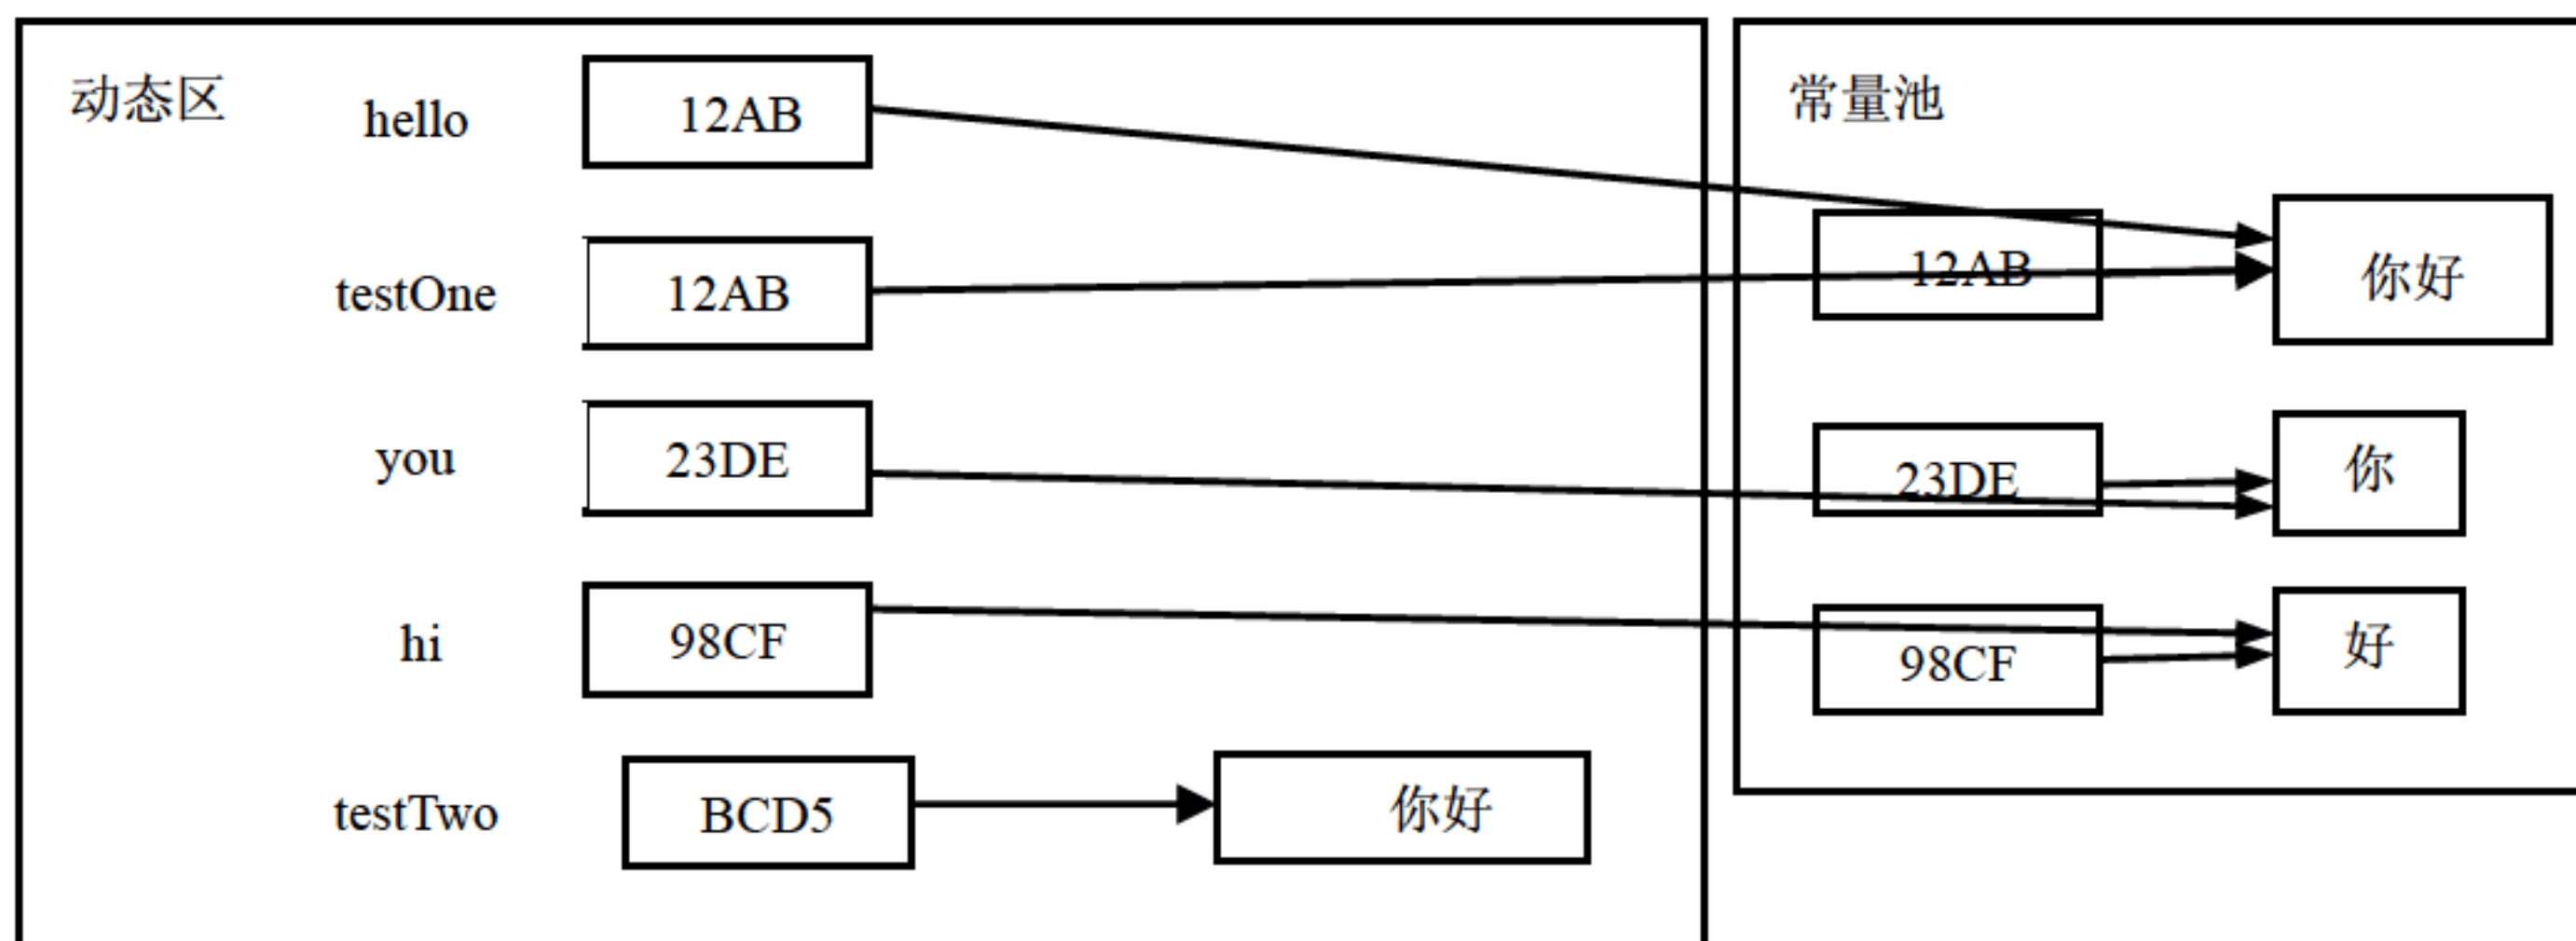 动态区
hello
12AB
常量池
testOne
12AB
12AB
你好
you
23DE
23DE
你
hi
98CF
98CF
好
testTwo
BCD5
你好